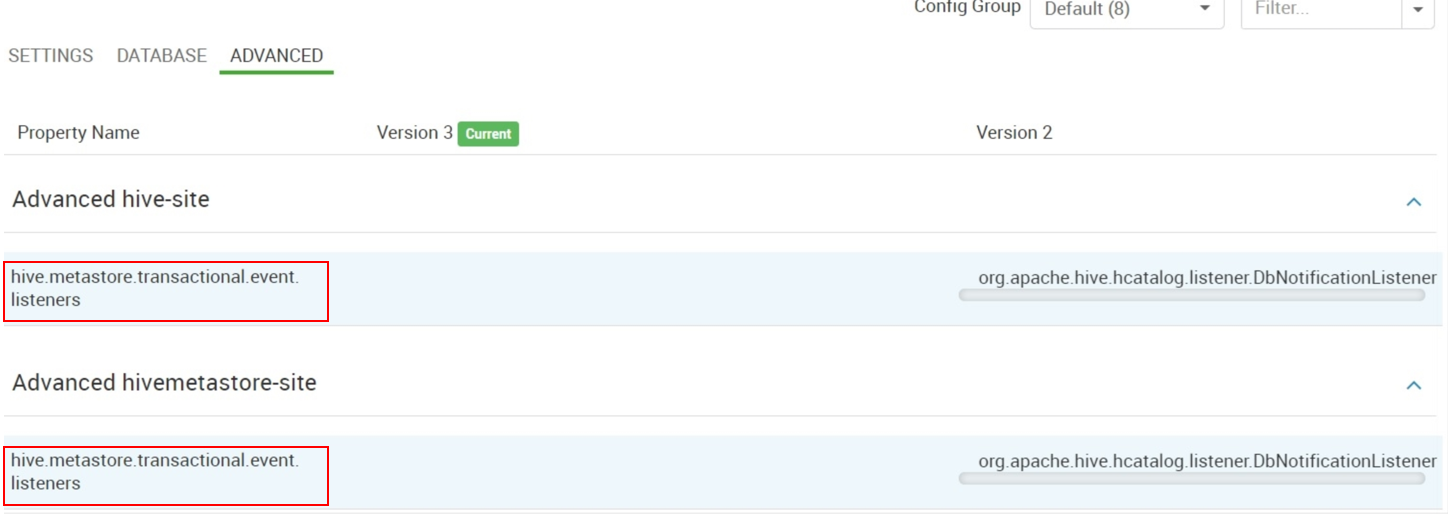 Config Group Default (8) Filter...
SETTINGS DATABASE ADVANCED
Property Name Version 3 Current Version 2
Advanced hive-site
hive.metastore.transactional.event. org.apache.hive.hcatalog.listener.DbNotificationListener
listeners
Advanced hivemetastore-site
hive.metastore.transactional.event. org.apache.hive.hcatalog.listener.DbNotificationListener
listeners